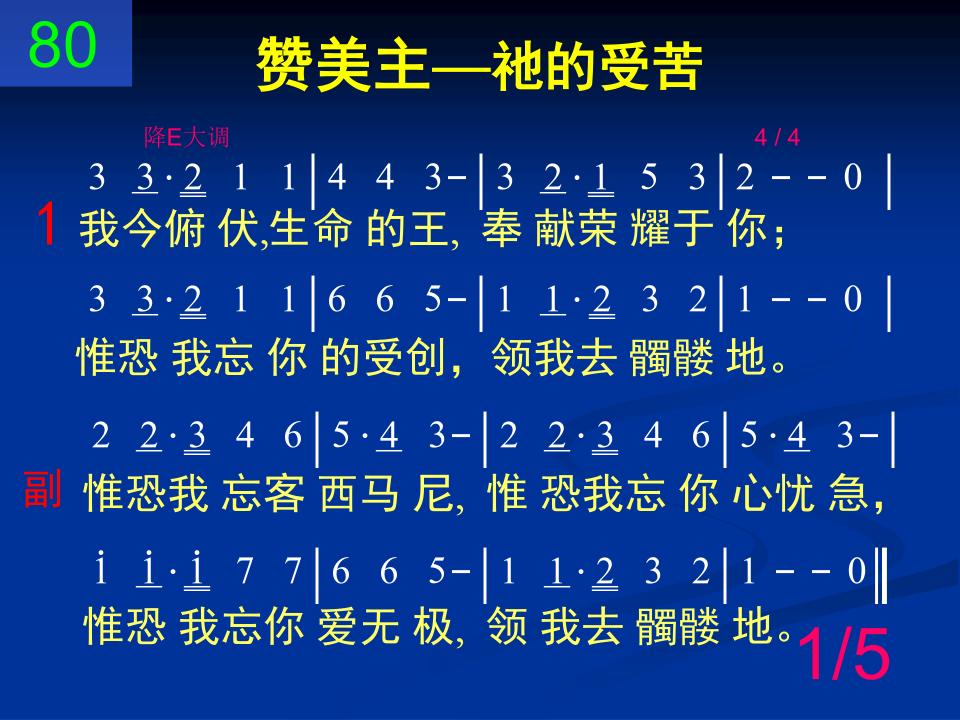 80
赞美主—祂的受苦
降E大调 4 / 4
3 3 · 2 1 1 | 4 4 3 - | 3 2 · 1 5 3 | 2 - - 0 |
1 我今俯 伏,生命 的王, 奉 献荣 耀于 你；
3 3 · 2 1 1 | 6 6 5 - | 1 1 · 2 3 2 | 1 - - 0 |
惟恐 我忘 你 的受创，领我去 髑髅 地。
2 2 · 3 4 6 | 5 · 4 3 - | 2 2 · 3 4 6 | 5 · 4 3 - |
副 惟恐我 忘客 西马 尼, 惟 恐我忘 你 心忧 急，
i i · i 7 7 | 6 6 5 - | 1 1 · 2 3 2 | 1 - - 0 ‖
惟恐 我忘你 爱无 极, 领 我去 髑髅 地。
1/5